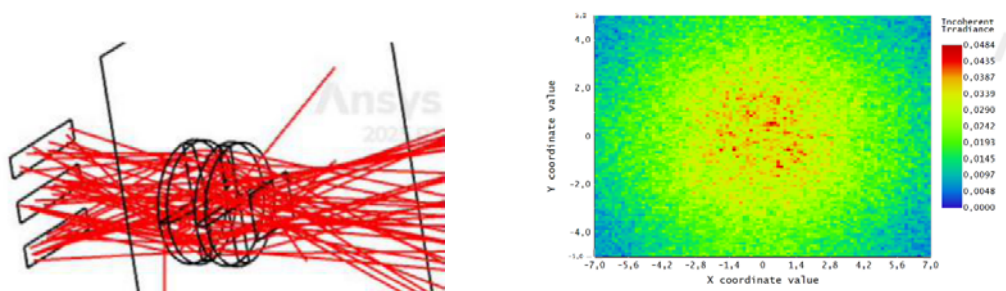 Ansys
Incoherent
Irradiance
0,0484
0,0435
0,0387
0,0339
0,0290
0,0242
0,0193
0,0145
0,0097
0,0048
0,0000
Y coordinate value
4,0
2,0
0
-2,0
-4,0
-7,0 -5,6 -4,2 -2,8 -1,4 0 1,4 2,8 4,2 5,6 7,0
X coordinate value